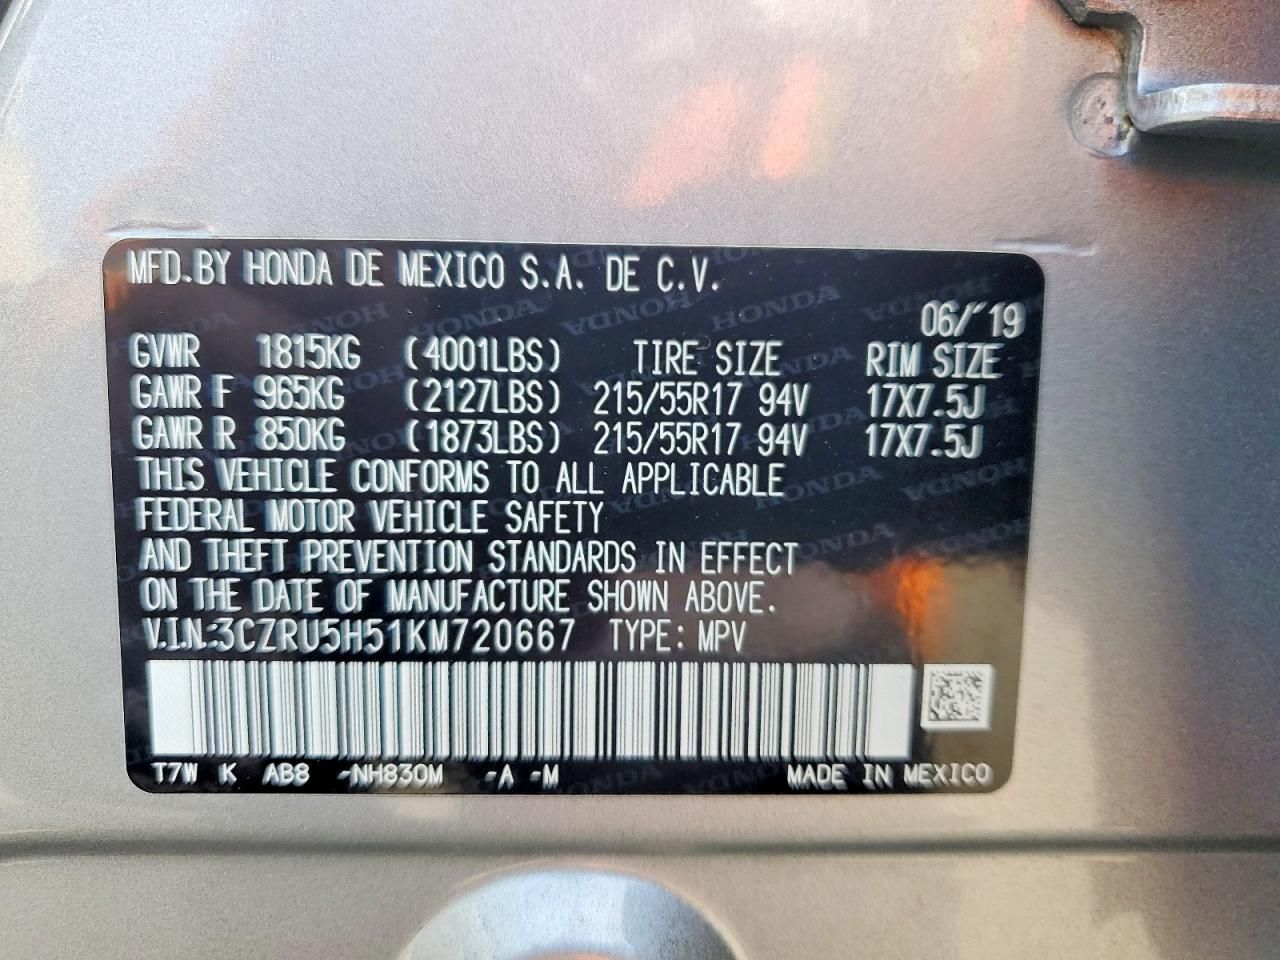 MFD.BY HONDA DE MEXICO S.A. DE C.V.
06/'19
GVWR 1815KG (4001LBS) TIRE SIZE RIM SIZE
GAWR F 965KG (2127LBS) 215/55R17 94V 17X7.5J
GAWR R 850KG (1873LBS) 215/55R17 94V 17X7.5J
THIS VEHICLE CONFORMS TO ALL APPLICABLE
FEDERAL MOTOR VEHICLE SAFETY
AND THEFT PREVENTION STANDARDS IN EFFECT
ON THE DATE OF MANUFACTURE SHOWN ABOVE.
V.I.N.:3CZRU5H51KM720667 TYPE: MPV
T7W K AB8 -NH830M -A -M MADE IN MEXICO